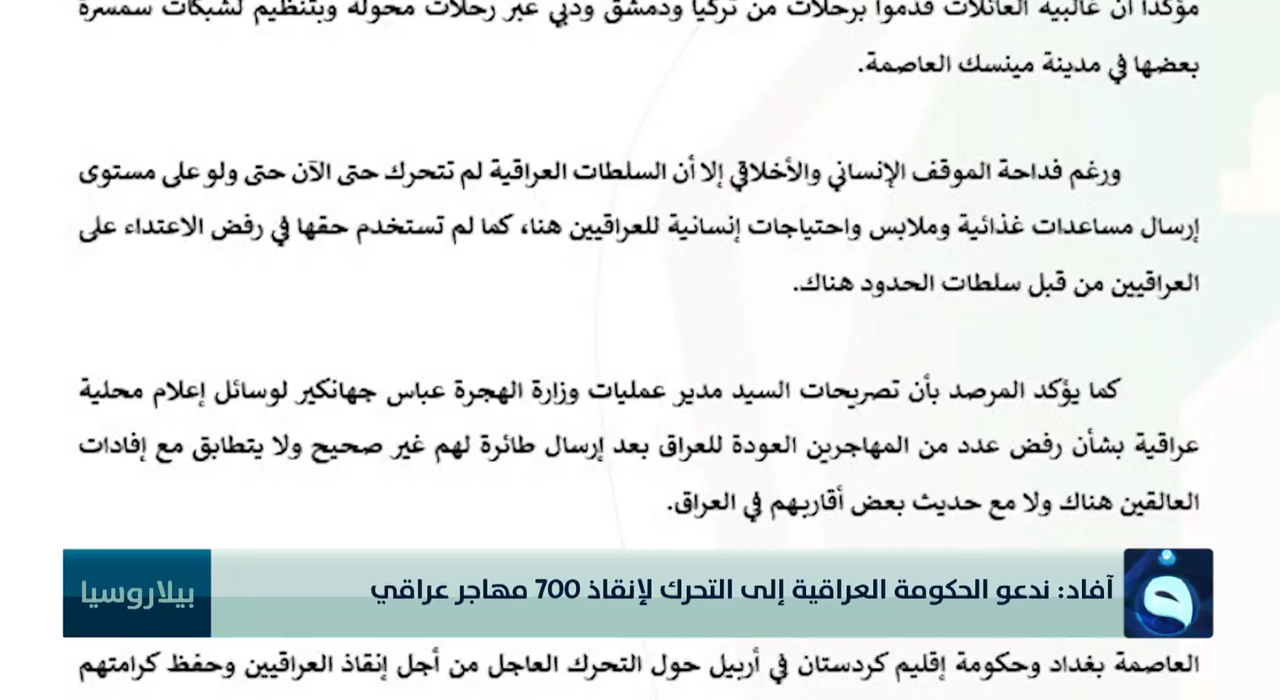 مؤكداً أن غالبية العائلات قدموا برحلات من تركيا ودمشق ودبي عبر رحلات محولة وبتنظيم لشبكات سمسرة
بعضها في مدينة مينسك العاصمة.
ورغم فداحة الموقف الإنساني والأخلاقي إلا أن السلطات العراقية لم تتحرك حتى الآن حتى ولو على مستوى
إرسال مساعدات غذائية وملابس واحتياجات إنسانية للعراقيين هنا، كما لم تستخدم حقها في رفض الاعتداء على
العراقيين من قبل سلطات الحدود هناك.
كما يؤكد المرصد بأن تصريحات السيد مدير عمليات وزارة الهجرة عباس جهانكير لوسائل إعلام محلية
عراقية بشأن رفض عدد من المهاجرين العودة للعراق بعد إرسال طائرة لهم غير صحيح ولا يتطابق مع إفادات
العالقين هناك ولا مع حديث بعض أقاربهم في العراق.
آفاد: ندعو الحكومة العراقية إلى التحرك لإنقاذ 700 مهاجر عراقي
بيلاروسيا
العاصمة بغداد وحكومة إقليم كردستان في أربيل حول التحرك العاجل من أجل إنقاذ العراقيين وحفظ كرامتهم